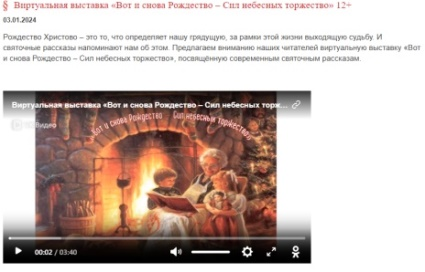 § Виртуальная выставка «Вот и снова Рождество – Сил небесных торжество» 12+
03.01.2024
Рождество Христово – это то, что определяет нашу грядущую, за рамки этой жизни выходящую судьбу. И
святочные рассказы напоминают нам об этом. Предлагаем вниманию наших читателей виртуальную выставку «Вот
и снова Рождество – Сил небесных торжество», посвящённую современным святочным рассказам.
Виртуальная выставка «Вот и снова Рождество – Сил небесных торж...
«Вот и снова Рождество Сил небесных торжество»
00:02 / 03:40